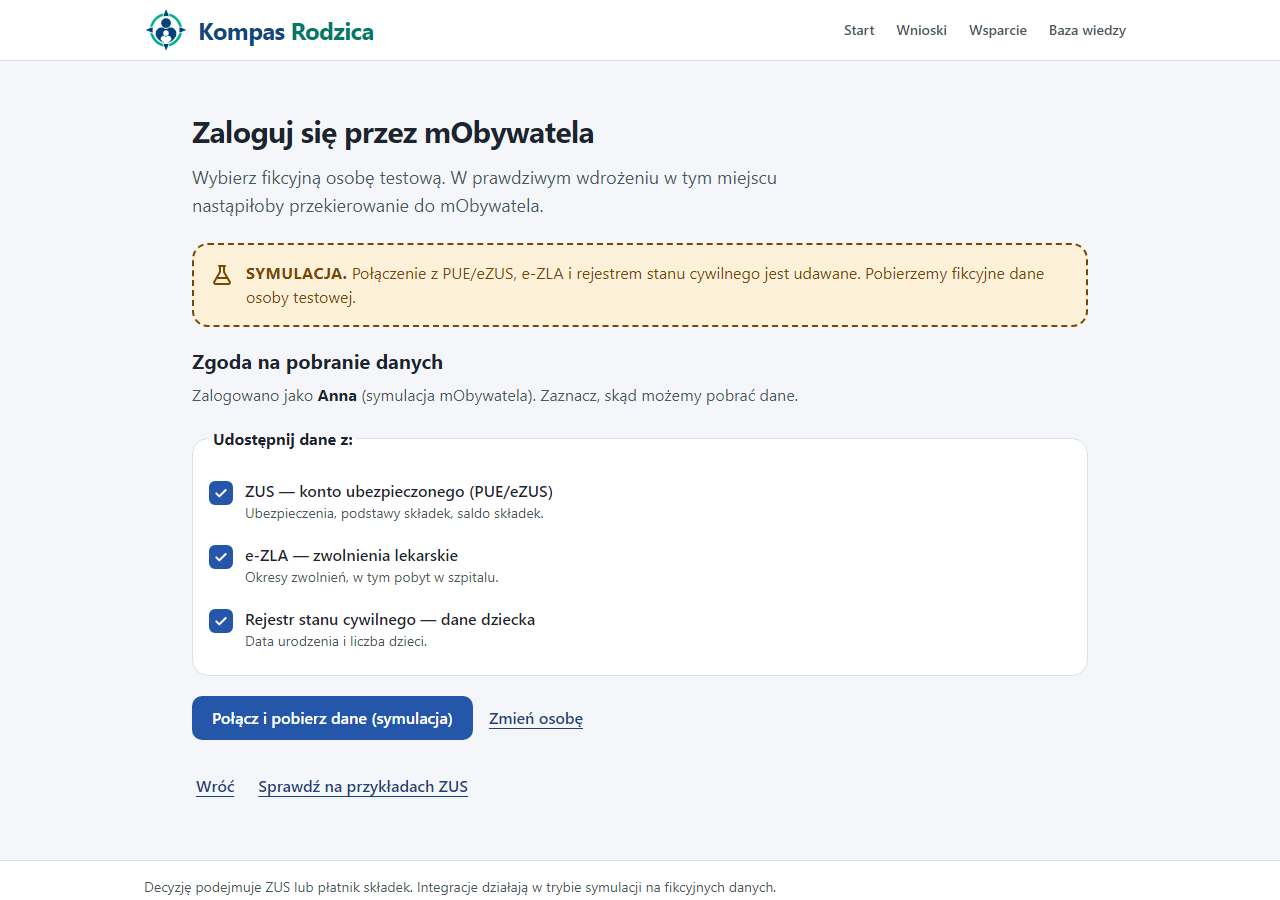 Kompas Rodzica
Start
Wnioski
Wsparcie
Baza wiedzy
Zaloguj się przez mObywatela
Wybierz fikcyjną osobę testową. W prawdziwym wdrożeniu w tym miejscu
nastąpiłoby przekierowanie do mObywatela.
SYMULACJA. Połączenie z PUE/eZUS, e-ZLA i rejestrem stanu cywilnego jest udawane. Pobierzemy fikcyjne dane
osoby testowej.
Zgoda na pobranie danych
Zalogowano jako Anna (symulacja mObywatela). Zaznacz, skąd możemy pobrać dane.
Udostępnij dane z:
ZUS — konto ubezpieczonego (PUE/eZUS)
Ubezpieczenia, podstawy składek, saldo składek.
e-ZLA — zwolnienia lekarskie
Okresy zwolnień, w tym pobyt w szpitalu.
Rejestr stanu cywilnego — dane dziecka
Data urodzenia i liczba dzieci.
Połącz i pobierz dane (symulacja)
Zmień osobę
Wróć
Sprawdź na przykładach ZUS
Decyzję podejmuje ZUS lub płatnik składek. Integracje działają w trybie symulacji na fikcyjnych danych.